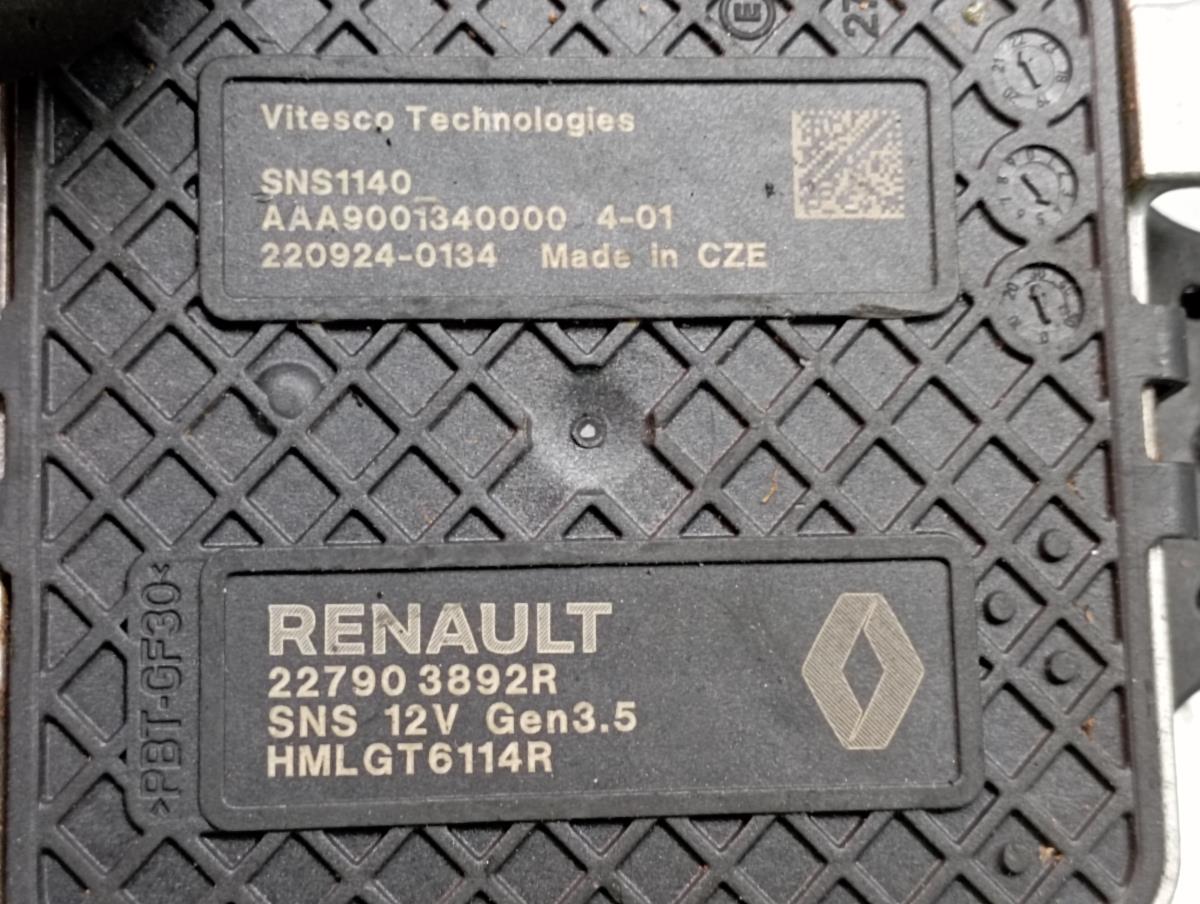 Vitesco Technologies
SNS1140_
AAA9001340000 4-01
220924-0134 Made in CZE
>PBT-GF30<
RENAULT
22790 3892R
SNS 12V Gen3.5
HMLGT6114R